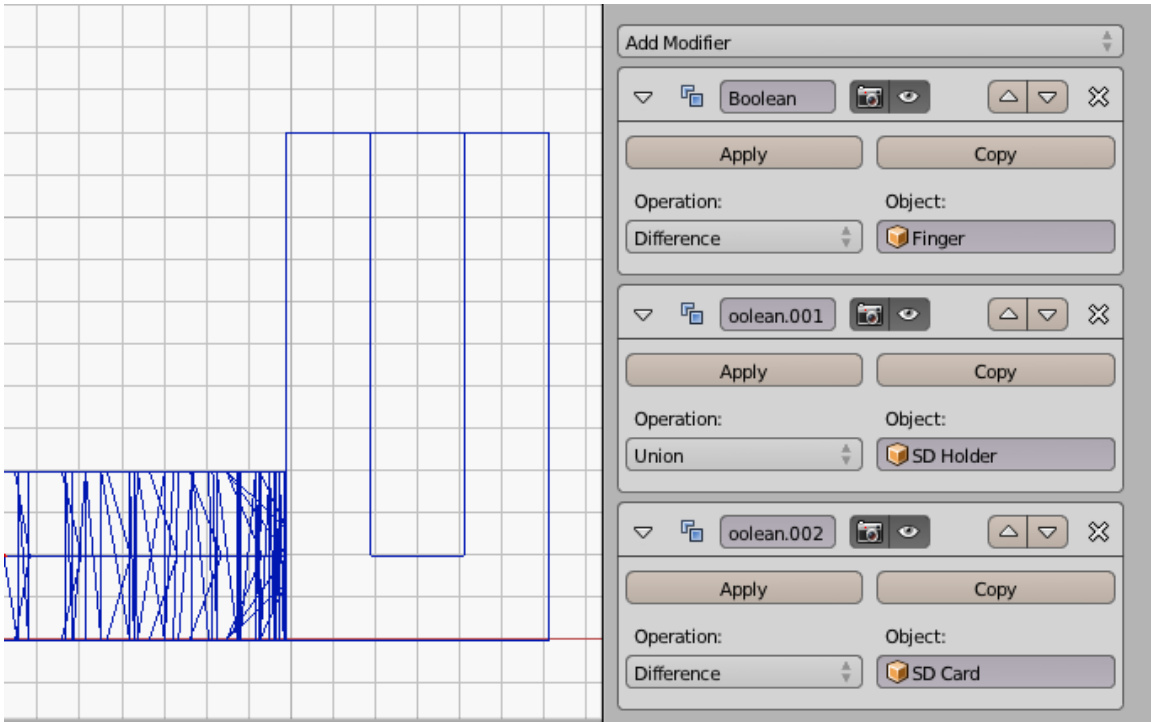 Add Modifier
Boolean
Apply Copy
Operation: Object:
Difference Finger
oolean.001
Apply Copy
Operation: Object:
Union SD Holder
oolean.002
Apply Copy
Operation: Object:
Difference SD Card